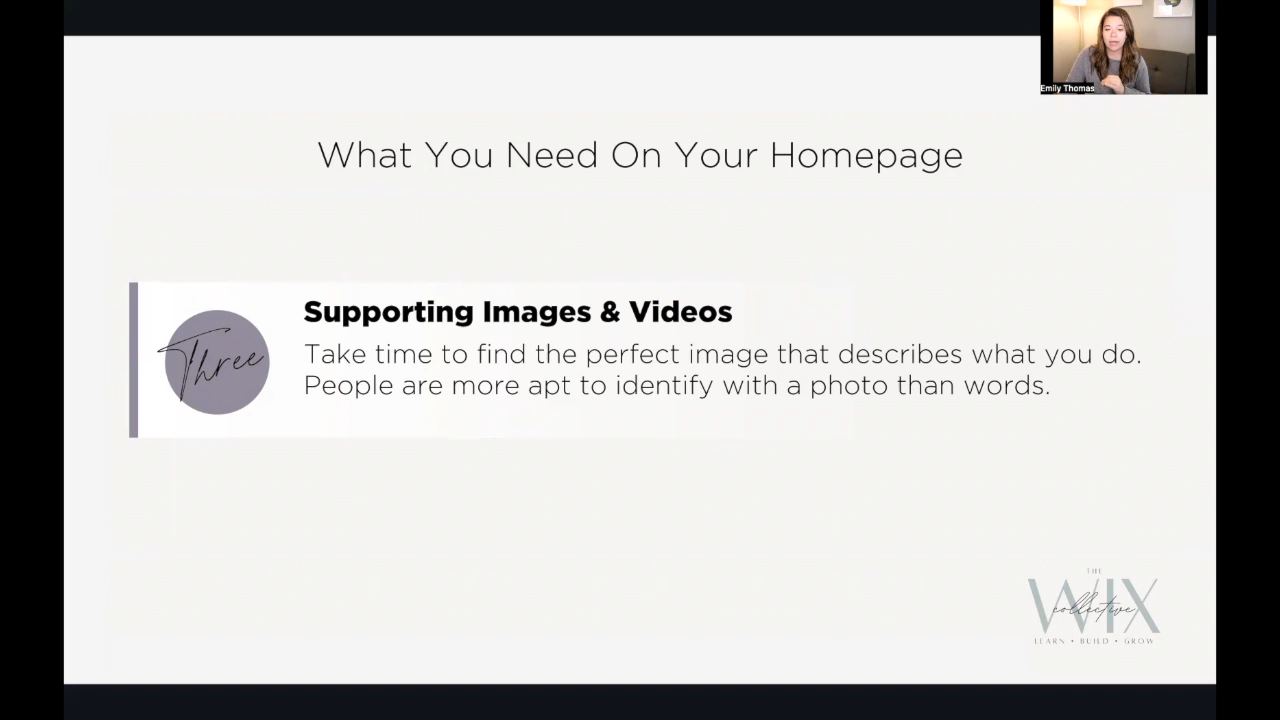 Emily Thomas
What You Need On Your Homepage
Three
Supporting Images & Videos
Take time to find the perfect image that describes what you do.
People are more apt to identify with a photo than words.
THE
WIX
collective
LEARN • BUILD • GROW